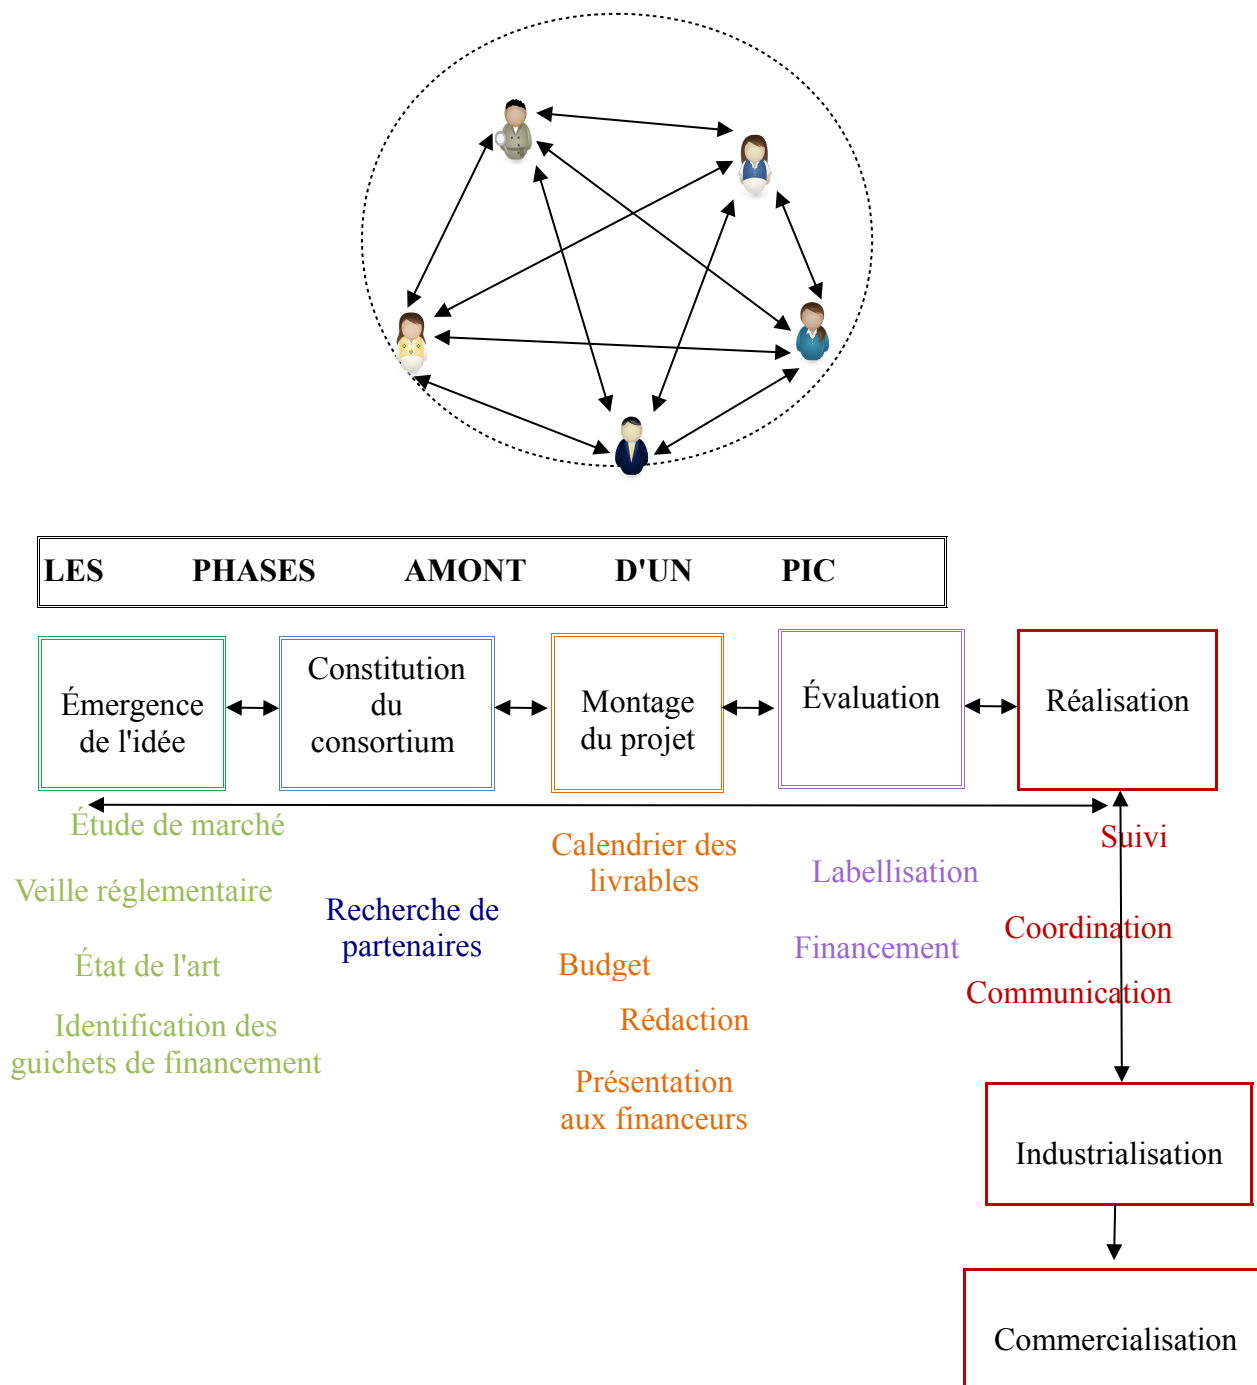 LES PHASES AMONT D'UN PIC
Émergence
de l'idée
Constitution
du
consortium
Montage
du projet
Évaluation
Réalisation
Étude de marché
Veille réglementaire
État de l'art
Identification des
guichets de financement
Recherche de
partenaires
Calendrier des
livrables
Budget
Rédaction
Présentation
aux financeurs
Labellisation
Financement
Suivi
Coordination
Communication
Industrialisation
Commercialisation